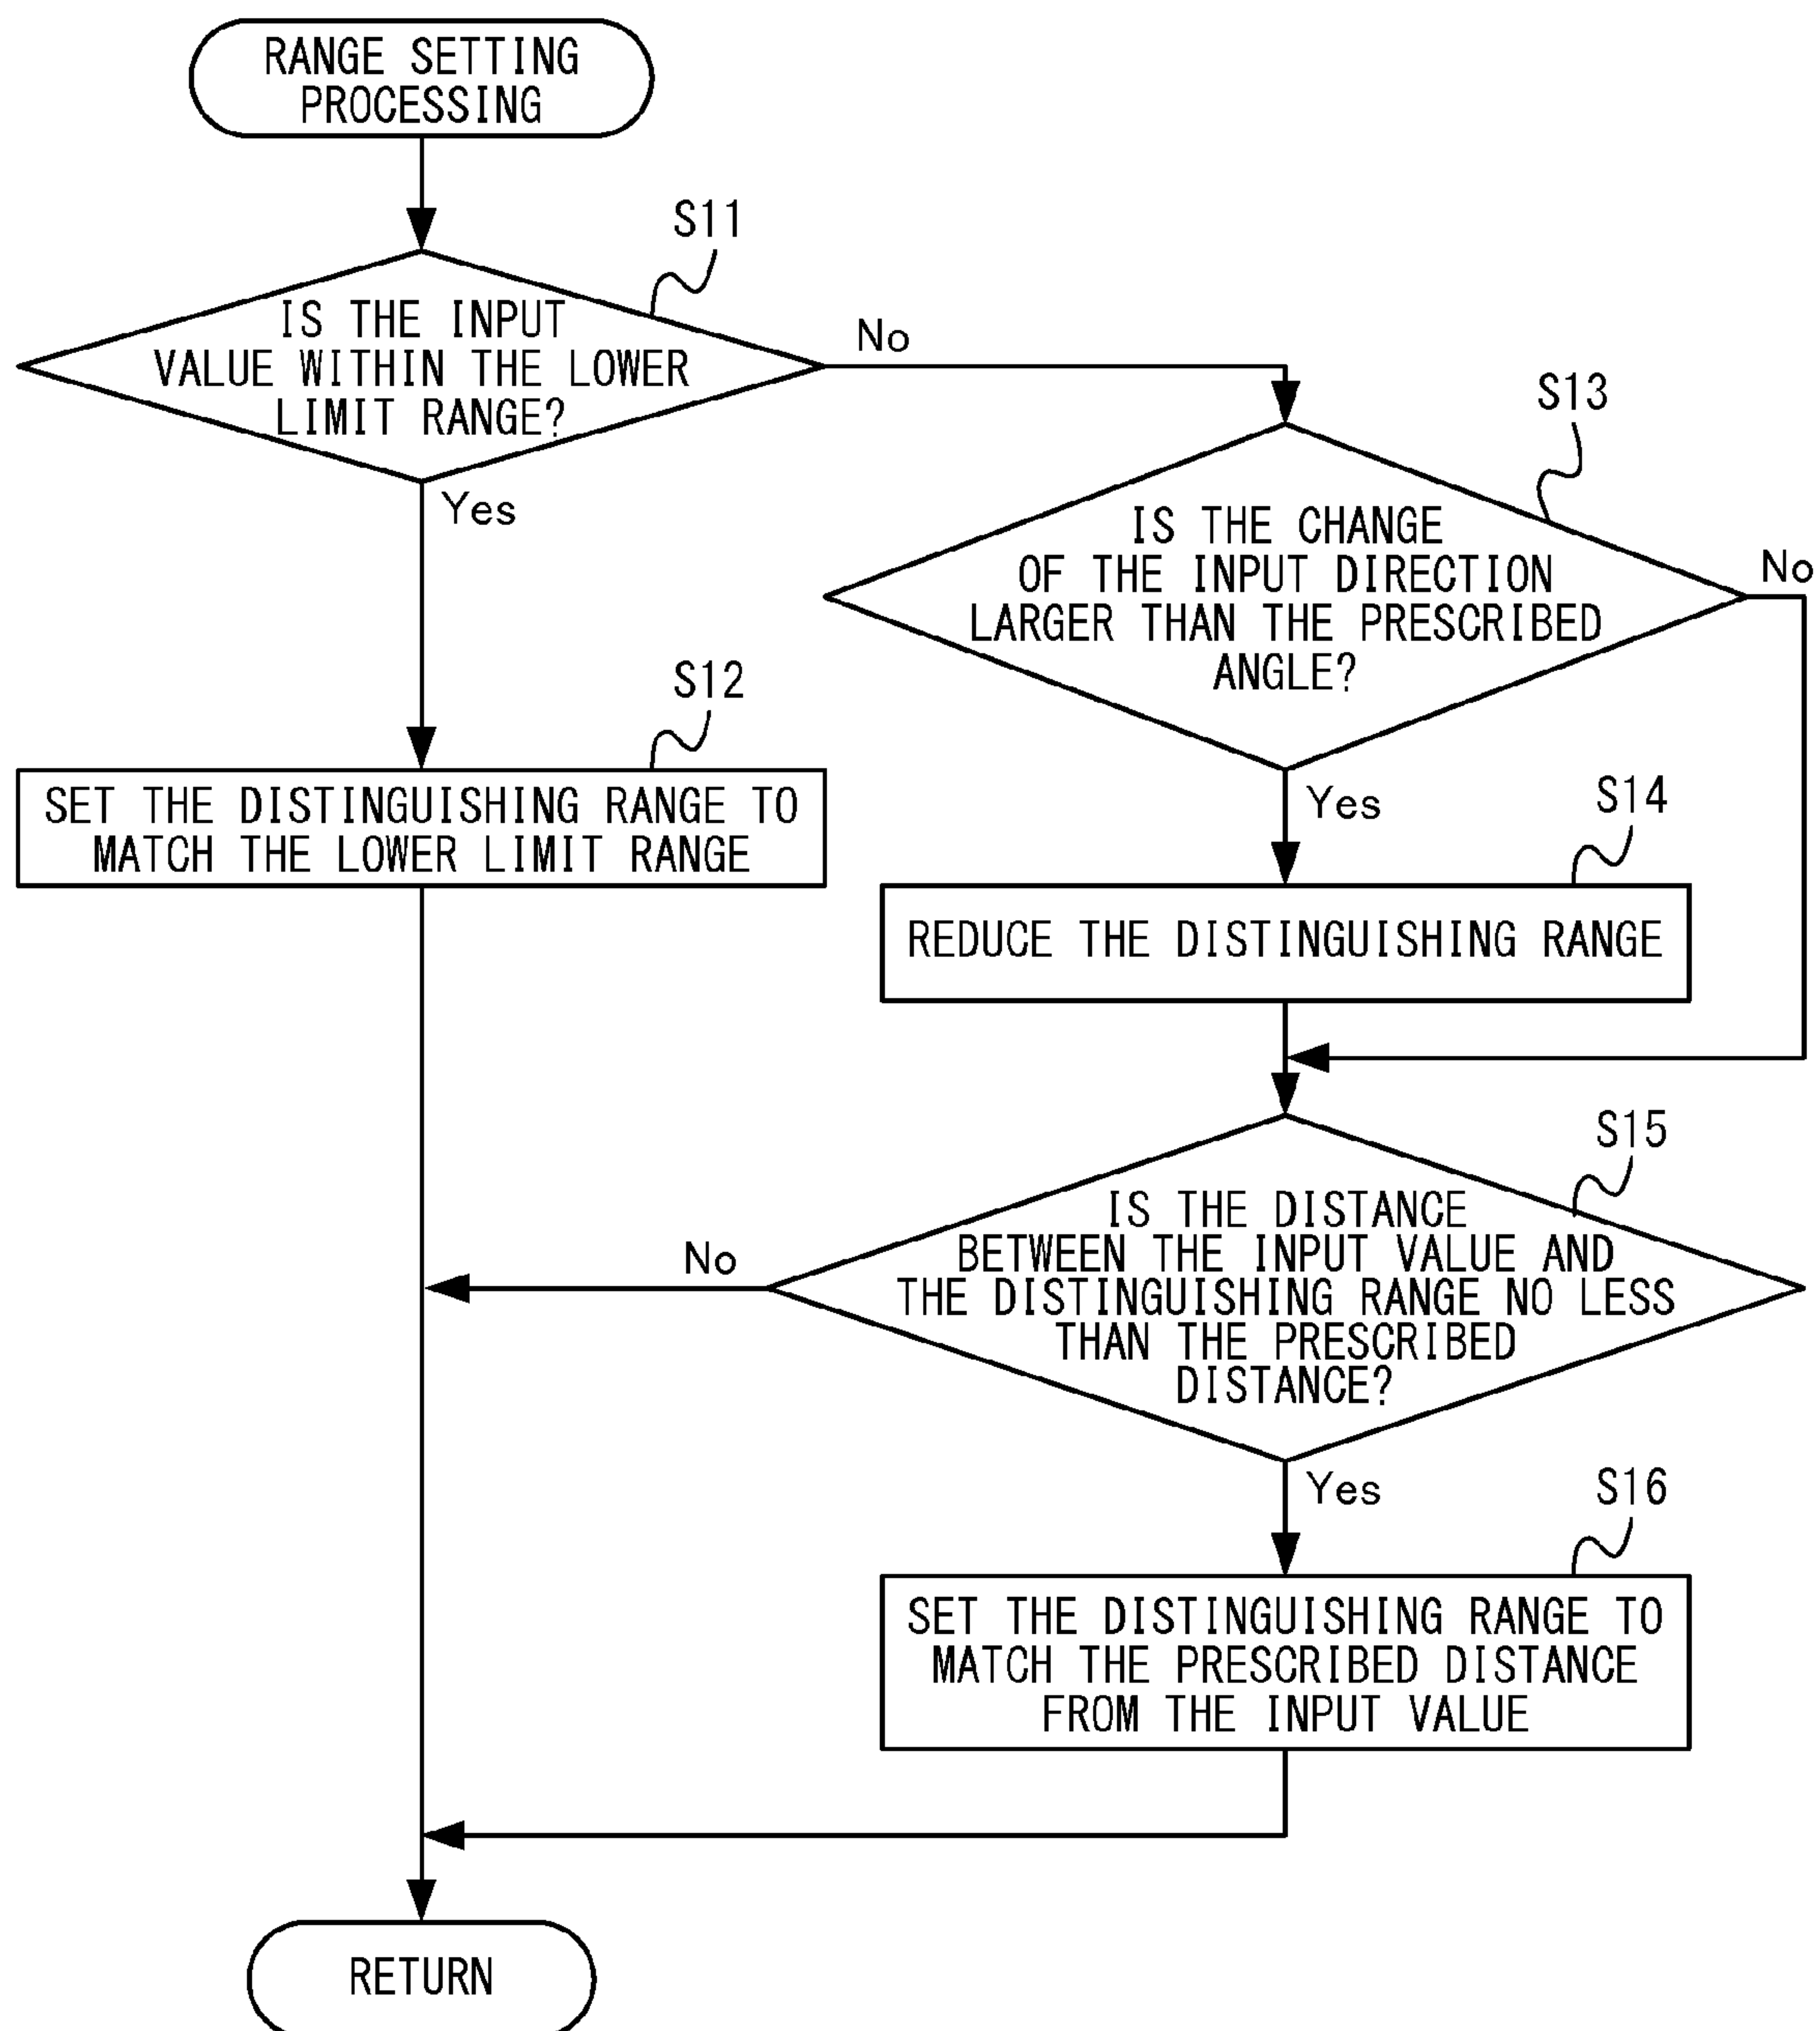 RANGE SETTING
PROCESSING
S11
IS THE INPUT
VALUE WITHIN THE LOWER
LIMIT RANGE?
No
Yes
S13
IS THE CHANGE
OF THE INPUT DIRECTION
LARGER THAN THE PRESCRIBED
ANGLE?
No
Yes
S12
SET THE DISTINGUISHING RANGE TO
MATCH THE LOWER LIMIT RANGE
S14
REDUCE THE DISTINGUISHING RANGE
S15
IS THE DISTANCE
BETWEEN THE INPUT VALUE AND
THE DISTINGUISHING RANGE NO LESS
THAN THE PRESCRIBED
DISTANCE?
No
Yes
S16
SET THE DISTINGUISHING RANGE TO
MATCH THE PRESCRIBED DISTANCE
FROM THE INPUT VALUE
RETURN